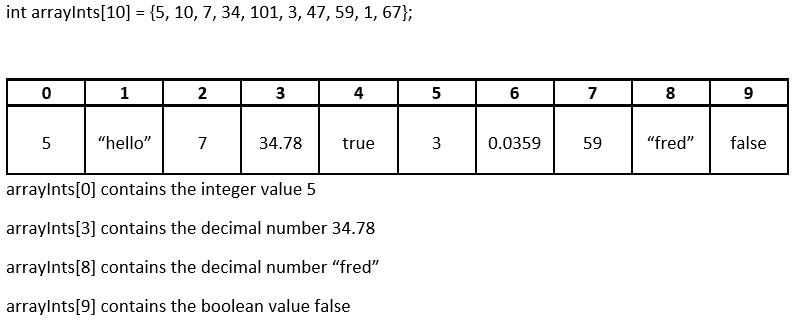 int arrayInts[10] = {5, 10, 7, 34, 101, 3, 47, 59, 1, 67};
0 1 2 3 4 5 6 7 8 9
5 “hello” 7 34.78 true 3 0.0359 59 “fred” false
arrayInts[0] contains the integer value 5
arrayInts[3] contains the decimal number 34.78
arrayInts[8] contains the decimal number “fred”
arrayInts[9] contains the boolean value false